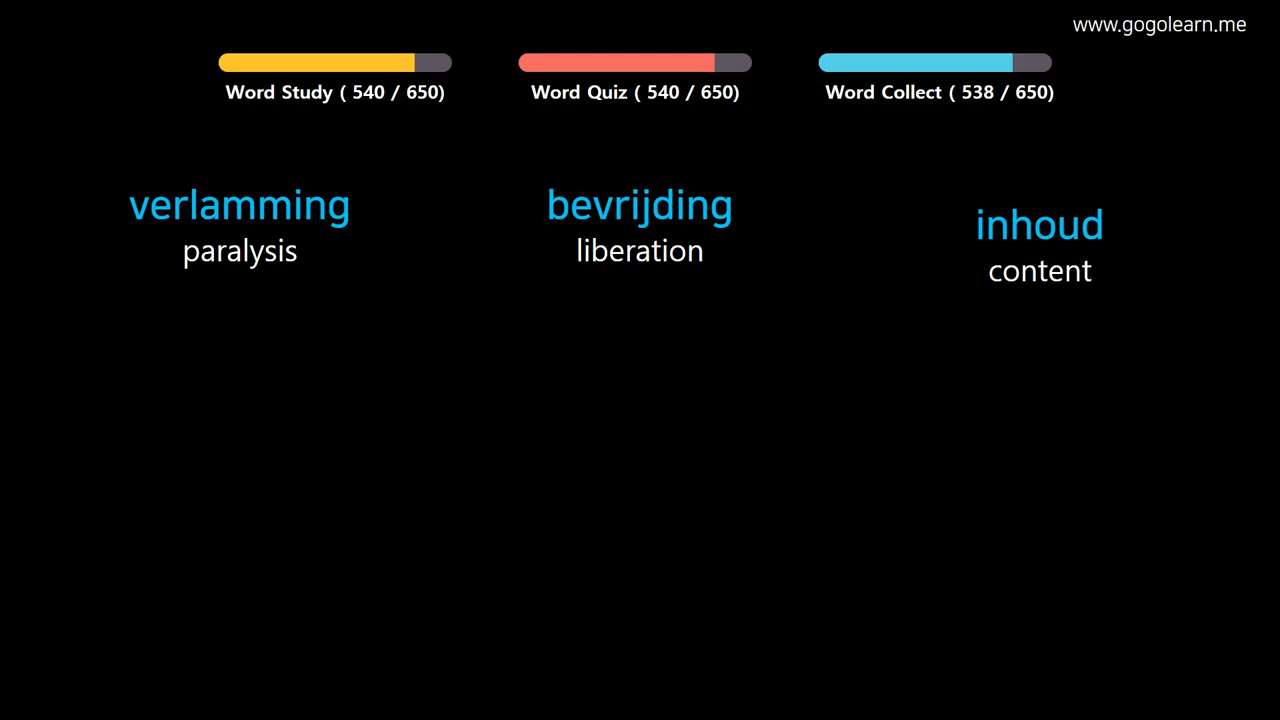 www.gogolearn.me
Word Study ( 540 / 650)
Word Quiz ( 540 / 650)
Word Collect ( 538 / 650)
verlamming
paralysis
bevrijding
liberation
inhoud
content